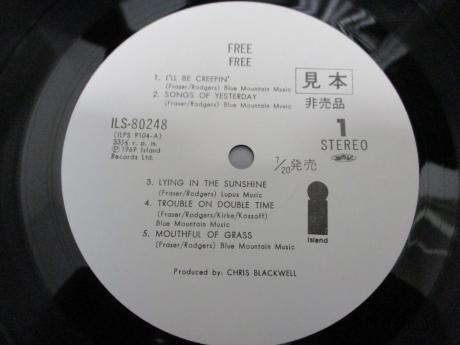 FREE
FREE
1. I'LL BE CREEPIN'
(Fraser/Rodgers) Blue Mountain Music
2. SONGS OF YESTERDAY
(Fraser/Rodgers) Blue Mountain Music
見本
非売品
ILS-80248
(ILPS 9104-A)
33⅓ r. p. m.
Ⓟ1969 Island
Records Ltd.
1
STEREO
7/20発売
3. LYING IN THE SUNSHINE
(Fraser/Rodgers) Lupus Music
4. TROUBLE ON DOUBLE TIME
(Fraser/Rodgers/Kirke/Kossoff)
Blue Mountain Music
5. MOUTHFUL OF GRASS
(Fraser/Rodgers) Blue Mountain Music
Island
Produced by: CHRIS BLACKWELL